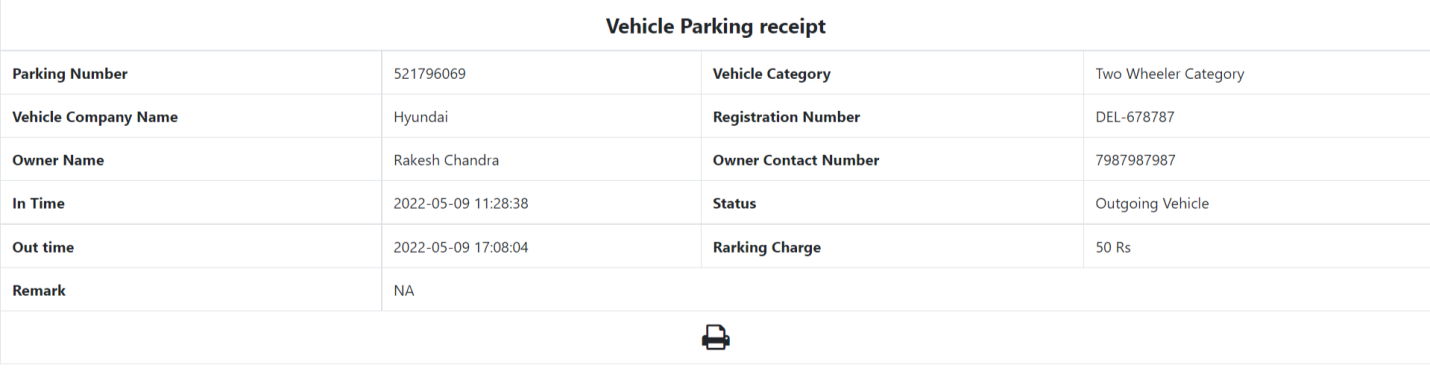 Vehicle Parking receipt
Parking Number 521796069 Vehicle Category Two Wheeler Category
Vehicle Company Name Hyundai Registration Number DEL-678787
Owner Name Rakesh Chandra Owner Contact Number 7987987987
In Time 2022-05-09 11:28:38 Status Outgoing Vehicle
Out time 2022-05-09 17:08:04 Rarking Charge 50 Rs
Remark NA